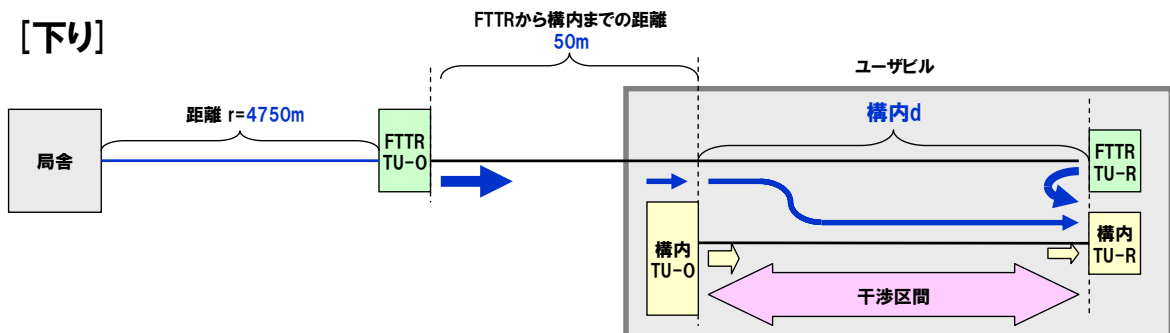 [下り]
FTTRから構内までの距離
50m
ユーザビル
距離 r=4750m
構内d
局舎
FTTR
TU-O
FTTR
TU-R
構内
TU-O
構内
TU-R
干渉区間